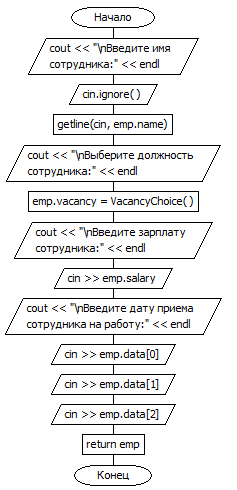 Начало
cout << "\nВведите имя
сотрудника:" << endl
cin.ignore()
getline(cin, emp.name)
cout << "\nВыберите должность
сотрудника:" << endl
emp.vacancy = VacancyChoice()
cout << "\nВведите зарплату
сотрудника:" << endl
cin >> emp.salary
cout << "\nВведите дату приема
сотрудника на работу:" << endl
cin >> emp.data[0]
cin >> emp.data[1]
cin >> emp.data[2]
return emp
Конец